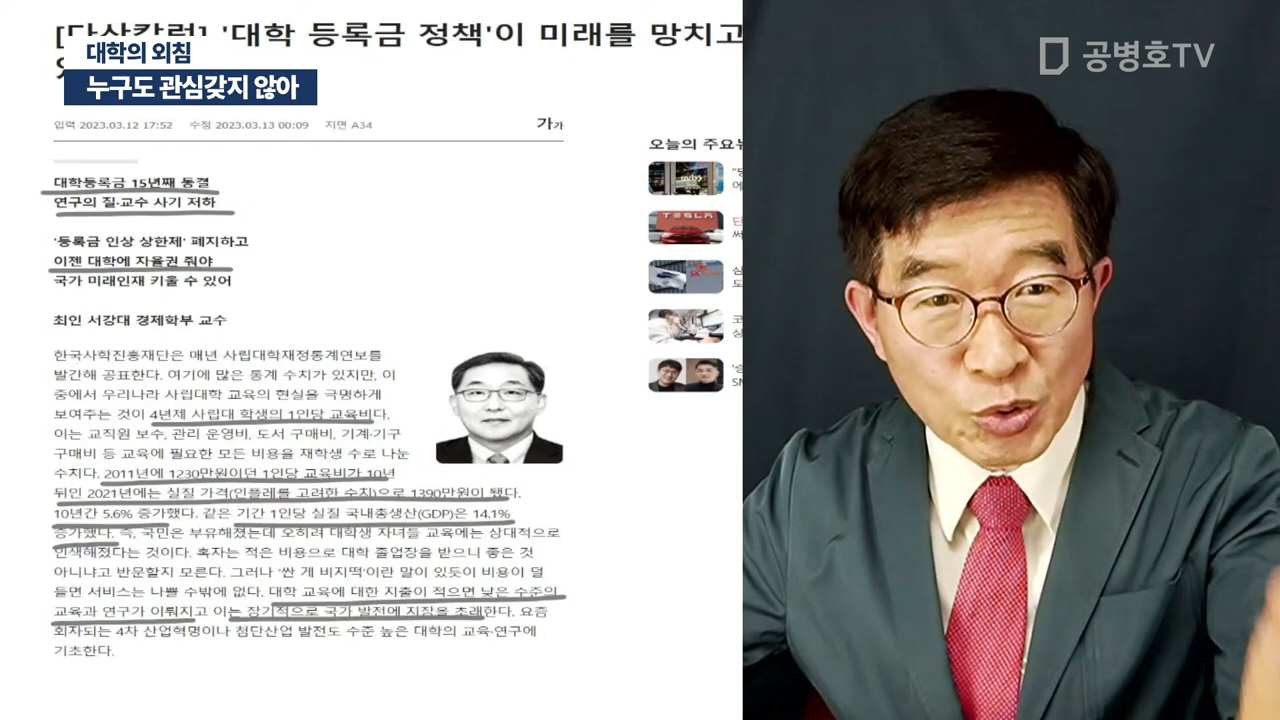 [다산칼럼] '대학 등록금 정책'이 미래를 망치고
대학의 외침
누구도 관심갖지 않아
공병호TV
입력 2023.03.12 17:52 수정 2023.03.13 00:09 지면 A34
가가
오늘의 주요뉴
대학등록금 15년째 동결
연구의 질·교수 사기 저하
'등록금 인상 상한제' 폐지하고
이젠 대학에 자율권 줘야
국가 미래인재 키울 수 있어
최인 서강대 경제학부 교수
한국사학진흥재단은 매년 사립대학재정통계연보를
발간해 공표한다. 여기에 많은 통계 수치가 있지만, 이
중에서 우리나라 사립대학 교육의 현실을 극명하게
보여주는 것이 4년제 사립대 학생의 1인당 교육비다.
이는 교직원 보수, 관리 운영비, 도서 구매비, 기계·기구
구매비 등 교육에 필요한 모든 비용을 재학생 수로 나눈
수치다. 2011년에 1230만원이던 1인당 교육비가 10년
뒤인 2021년에는 실질 가격(인플레를 고려한 수치)으로 1390만원이 됐다.
10년간 5.6% 증가했다. 같은 기간 1인당 실질 국내총생산(GDP)은 14.1%
증가했다. 즉, 국민은 부유해졌는데 오히려 대학생 자녀들 교육에는 상대적으로
인색해졌다는 것이다. 혹자는 적은 비용으로 대학 졸업장을 받으니 좋은 것
아니냐고 반문할지 모른다. 그러나 '싼 게 비지떡'이란 말이 있듯이 비용이 덜
들면 서비스는 나쁠 수밖에 없다. 대학 교육에 대한 지출이 적으면 낮은 수준의
교육과 연구가 이뤄지고 이는 장기적으로 국가 발전에 지장을 초래한다. 요즘
회자되는 4차 산업혁명이나 첨단산업 발전도 수준 높은 대학의 교육·연구에
기초한다.
TESLA